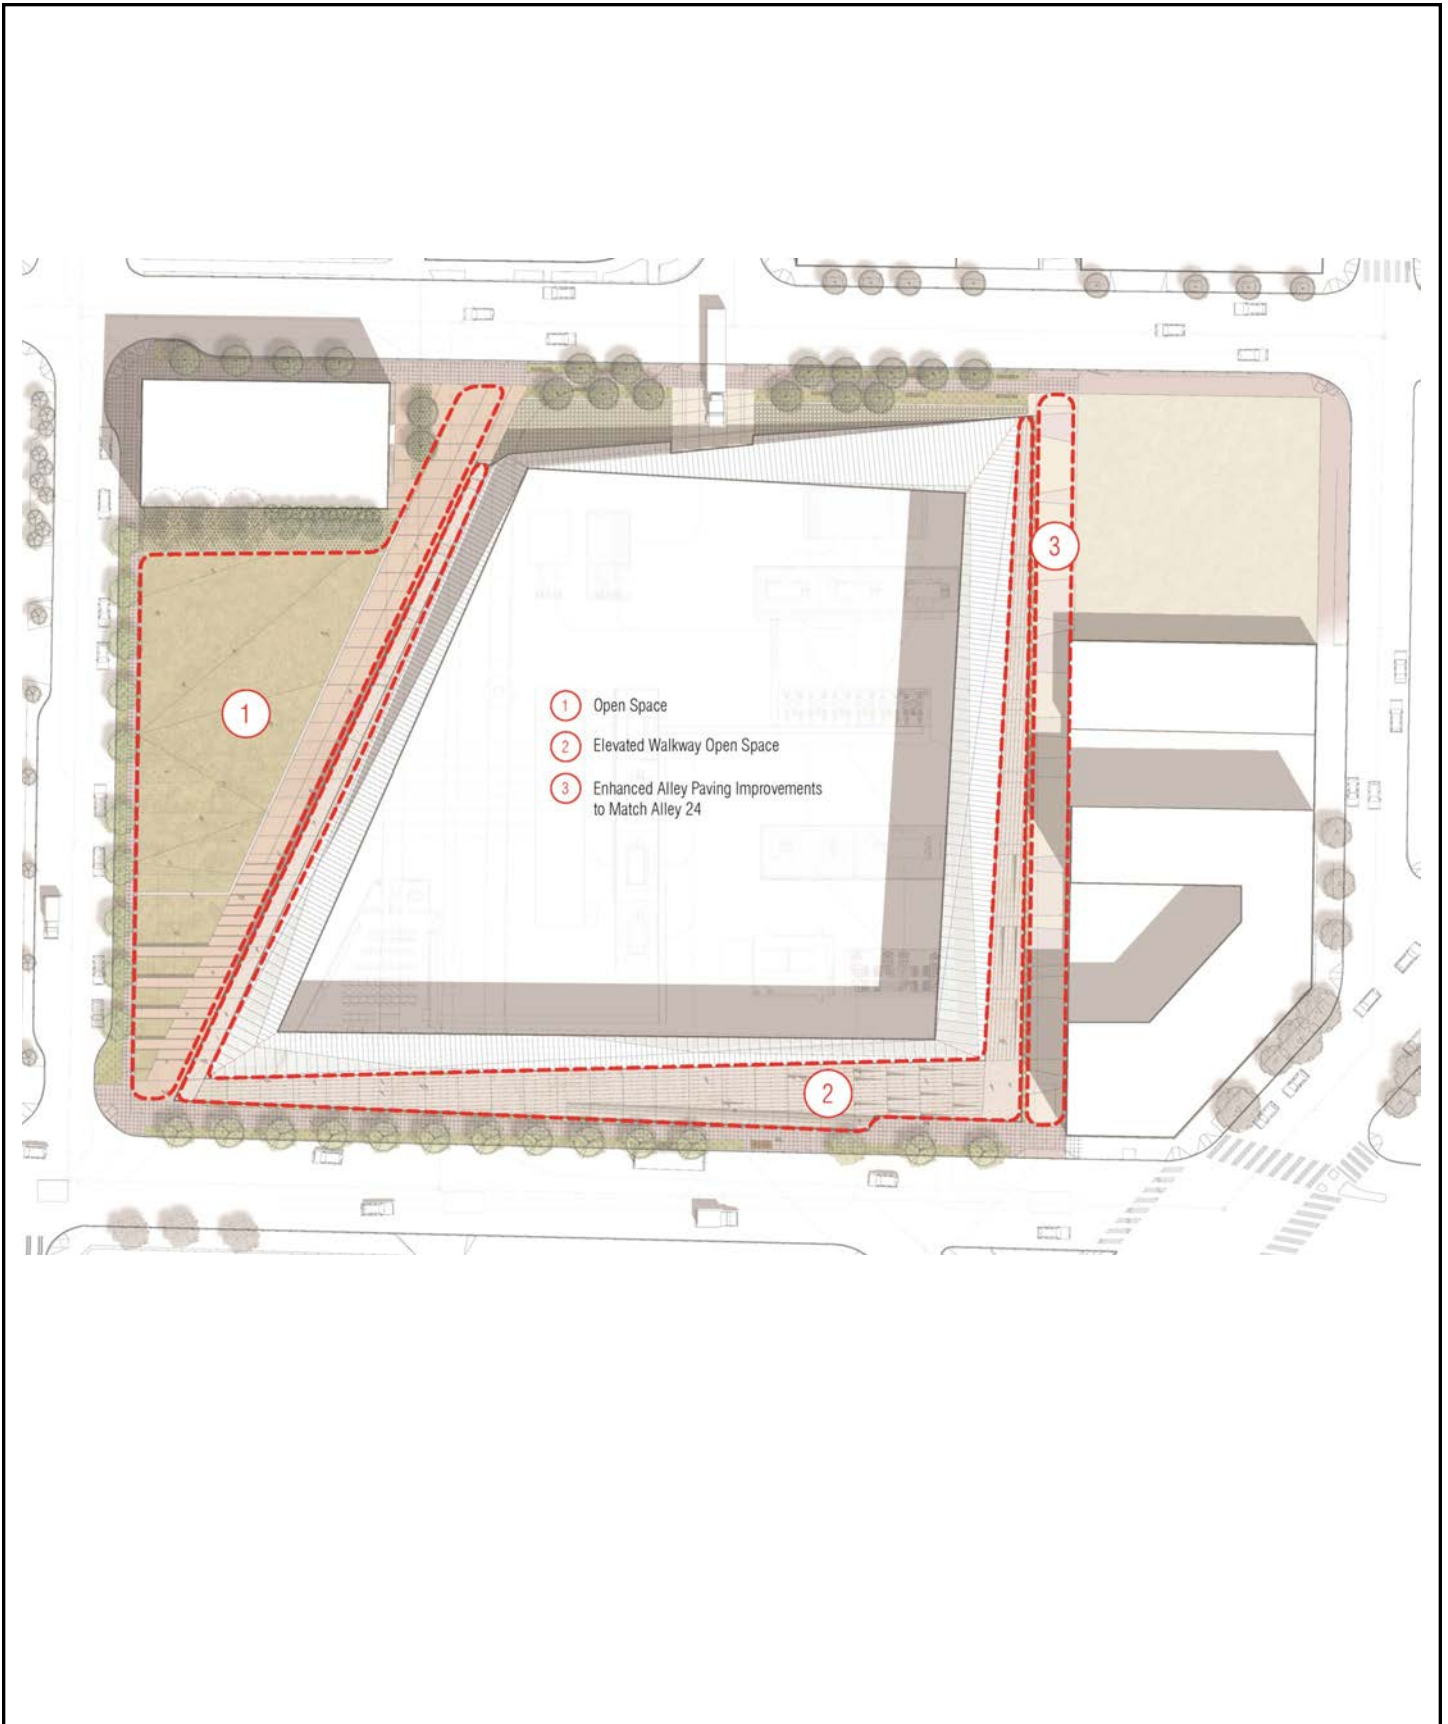 1
3
1 Open Space
2 Elevated Walkway Open Space
3 Enhanced Alley Paving Improvements
to Match Alley 24
2